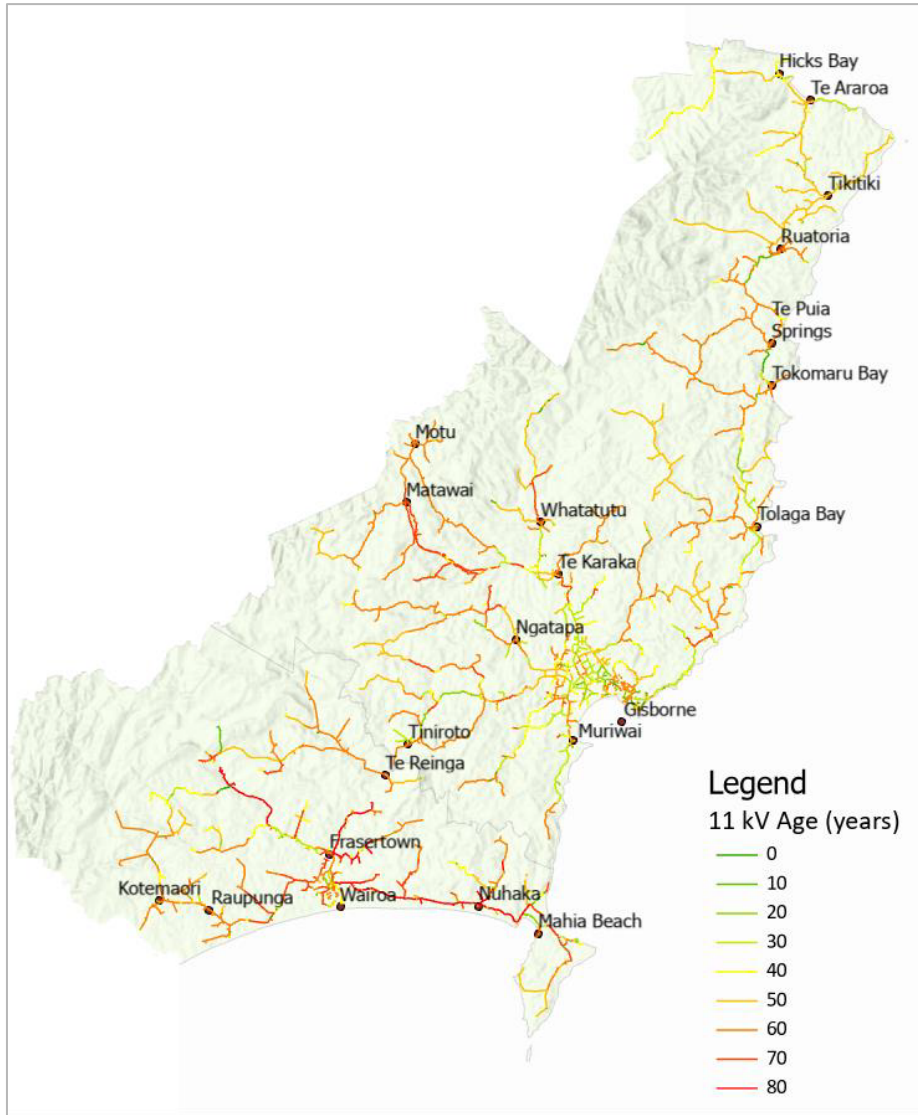 Hicks Bay
Te Araroa
Tikitiki
Ruatoria
Te Puia
Springs
Tokomaru Bay
Motu
Matawai
Whatatutu
Tolaga Bay
Te Karaka
Ngatapa
Gisborne
Muriwai
Tiniroto
Te Reinga
Frasertown
Kotemaori
Raupunga
Wairoa
Nuhaka
Mahia Beach
Legend
11 kV Age (years)
0
10
20
30
40
50
60
70
80